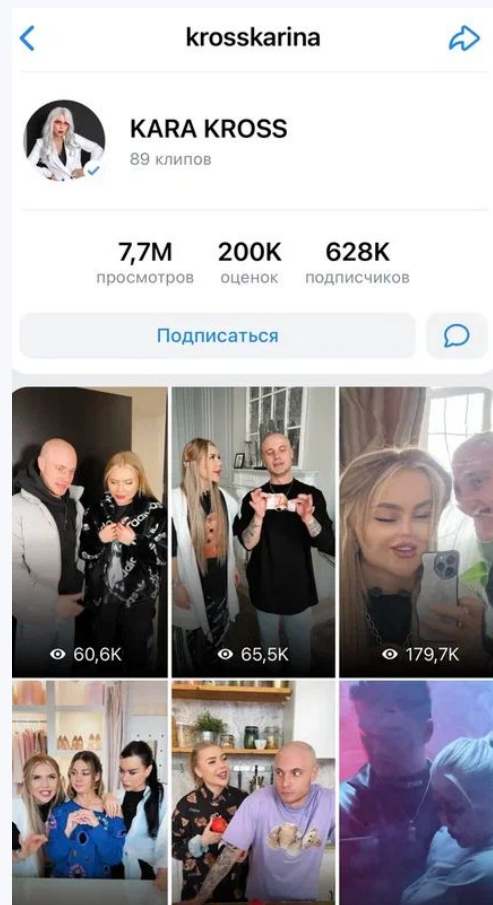 krosskarina
KARA KROSS
89 клипов
7,7M 200K 628K
просмотров оценок подписчиков
Подписаться
60,6K 65,5K 179,7K